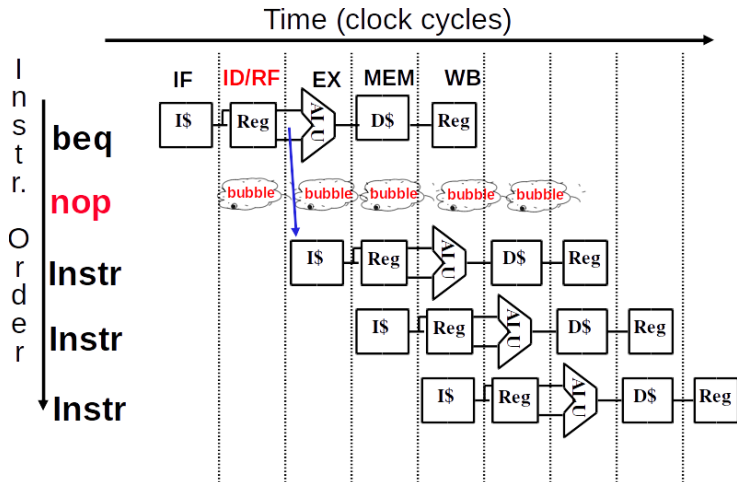 Time (clock cycles)
Instr. Order
IF ID/RF EX MEM WB
beq I$ Reg ALU D$ Reg
nop bubble bubble bubble bubble bubble
Instr I$ Reg ALU D$ Reg
Instr I$ Reg ALU D$ Reg
Instr I$ Reg ALU D$ Reg